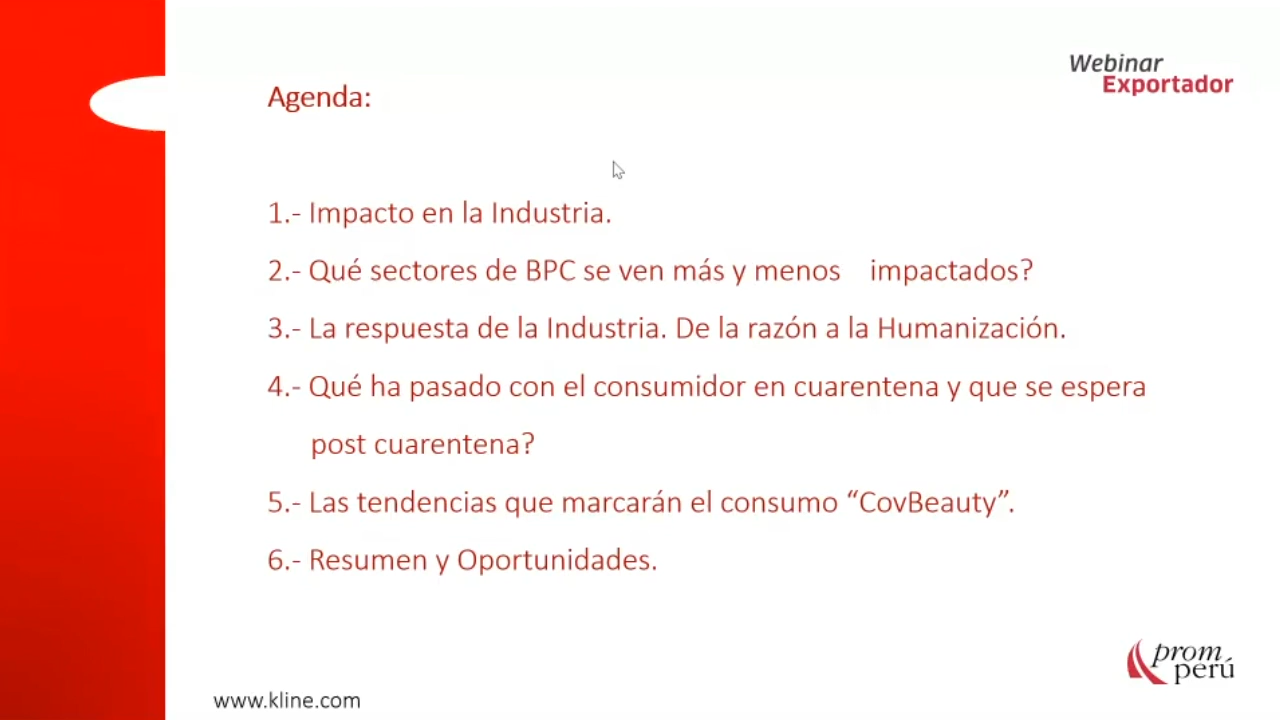 Webinar
Exportador
Agenda:
1.- Impacto en la Industria.
2.- Qué sectores de BPC se ven más y menos    impactados?
3.- La respuesta de la Industria. De la razón a la Humanización.
4.- Qué ha pasado con el consumidor en cuarentena y que se espera
post cuarentena?
5.- Las tendencias que marcarán el consumo “CovBeauty”.
6.- Resumen y Oportunidades.
prom
perú
www.kline.com